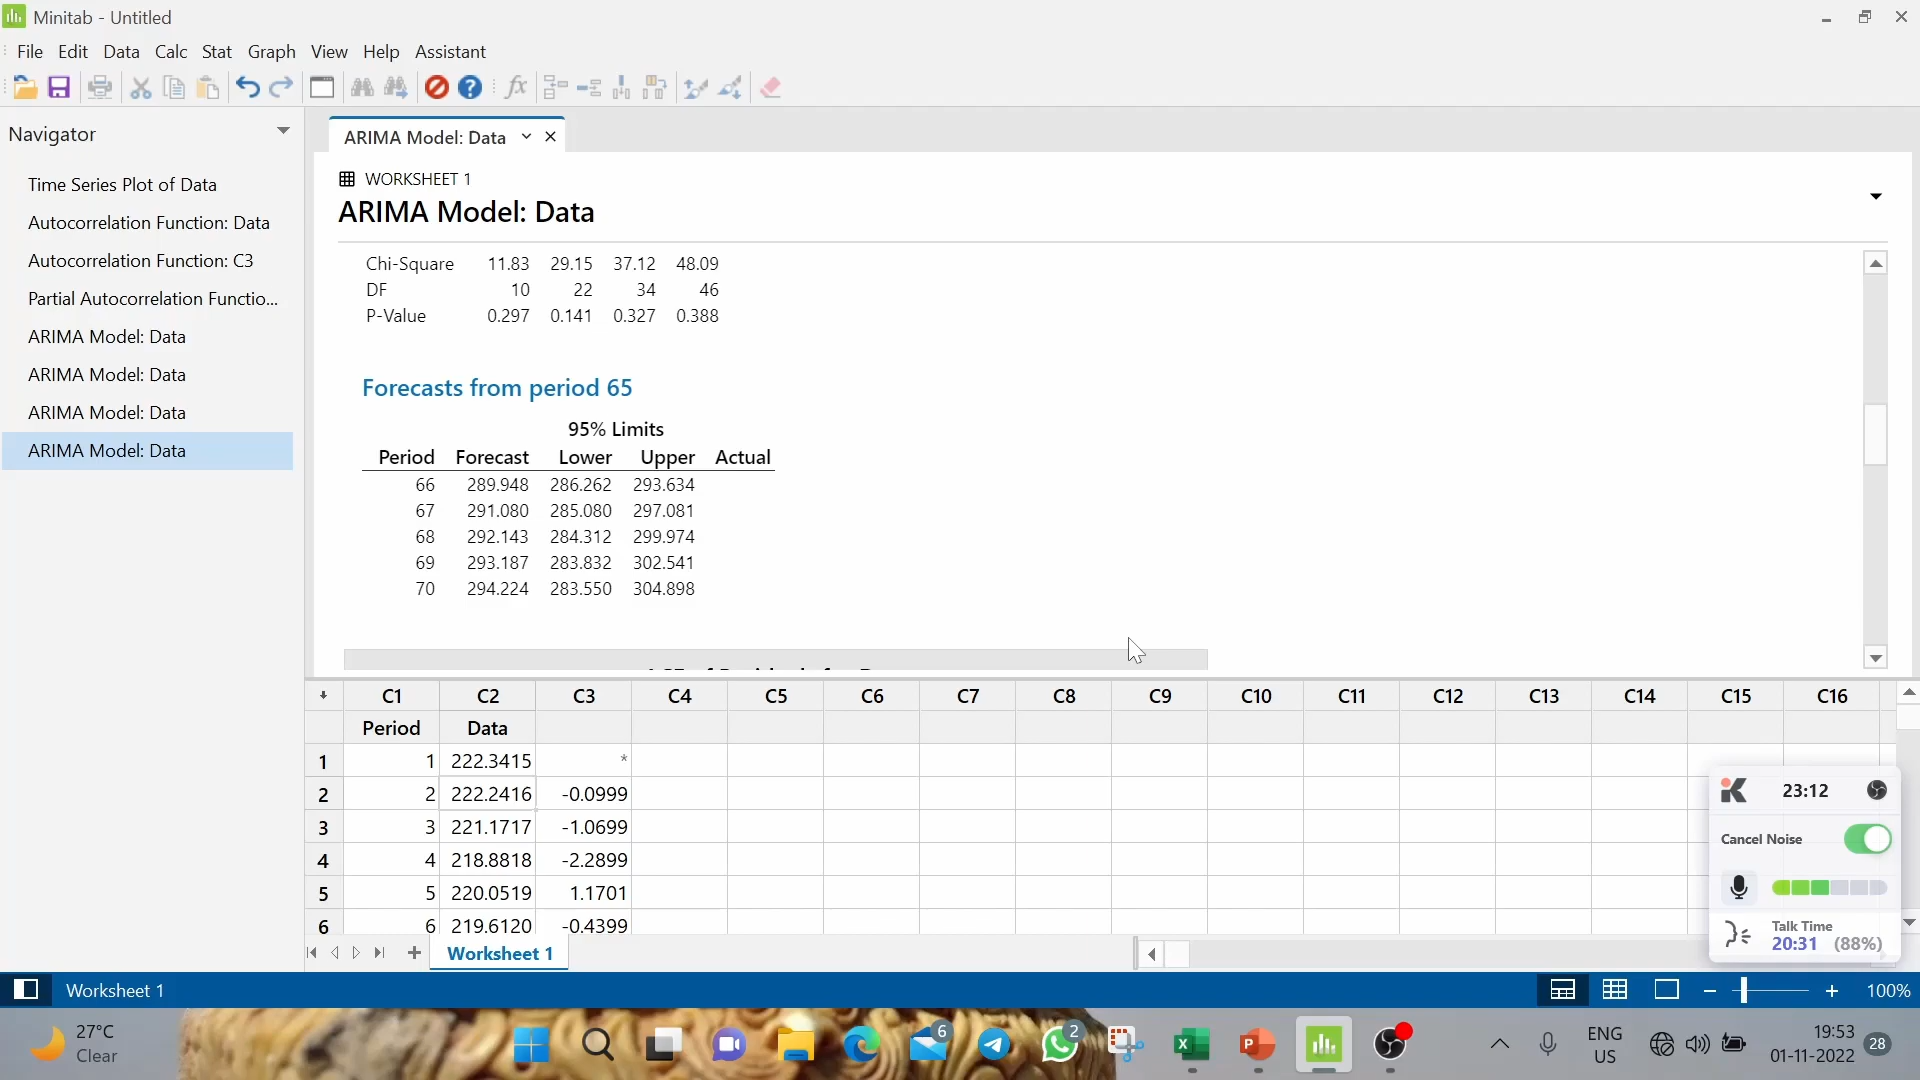 Minitab - Untitled
File Edit Data Calc Stat Graph View Help Assistant
Navigator
Time Series Plot of Data
Autocorrelation Function: Data
Autocorrelation Function: C3
Partial Autocorrelation Functio...
ARIMA Model: Data
ARIMA Model: Data
ARIMA Model: Data
ARIMA Model: Data
ARIMA Model: Data
WORKSHEET 1
ARIMA Model: Data
Chi-Square 11.83 29.15 37.12 48.09
DF 10 22 34 46
P-Value 0.297 0.141 0.327 0.388
Forecasts from period 65
95% Limits
Period Forecast Lower Upper Actual
66 289.948 286.262 293.634
67 291.080 285.080 297.081
68 292.143 284.312 299.974
69 293.187 283.832 302.541
70 294.224 283.550 304.898
C1 C2 C3 C4 C5 C6 C7 C8 C9 C10 C11 C12 C13 C14 C15 C16
Period Data
1 1 222.3415 *
2 2 222.2416 -0.0999
3 3 221.1717 -1.0699
4 4 218.8818 -2.2899
5 5 220.0519 1.1701
6 6 219.6120 -0.4399
Worksheet 1
23:12
Cancel Noise
Talk Time
20:31 (88%)
Worksheet 1
100%
27°C
Clear
6
2
ENG
US
19:53
01-11-2022
28